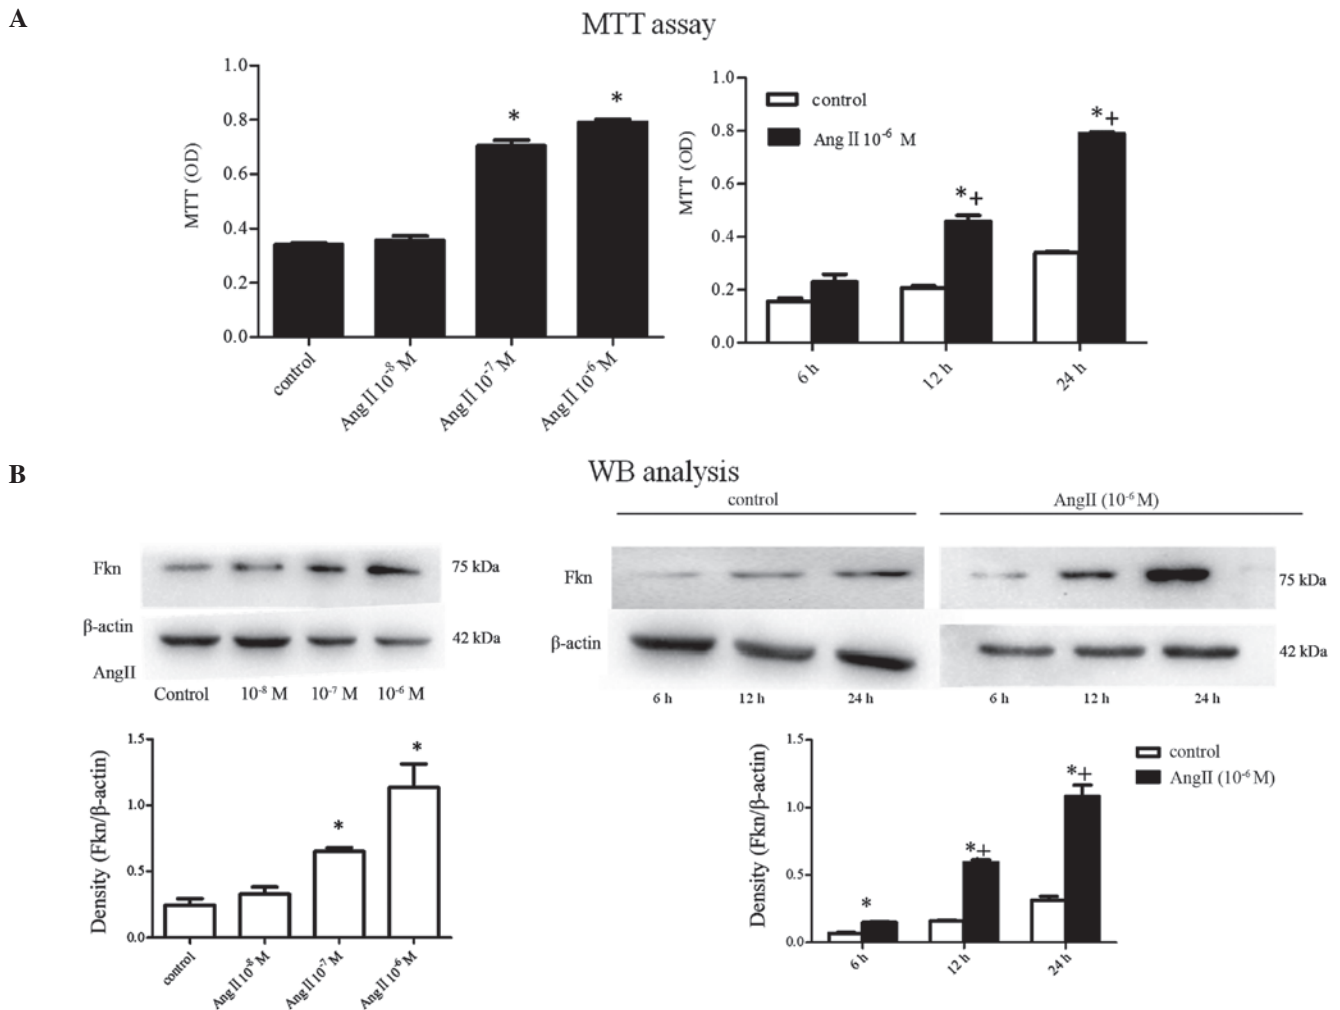 A
MTT assay
1.0
0.8
0.6
0.4
0.2
0.0
MTT (OD)
*
*
control
Ang II 10⁻⁸ M
Ang II 10⁻⁷ M
Ang II 10⁻⁶ M
1.0
0.8
0.6
0.4
0.2
0.0
MTT (OD)
control
Ang II 10⁻⁶ M
*+
*+
6 h
12 h
24 h
B
WB analysis
Fkn
75 kDa
β-actin
42 kDa
AngII
Control 10⁻⁸ M 10⁻⁷ M 10⁻⁶ M
control
AngII (10⁻⁶ M)
Fkn
75 kDa
β-actin
42 kDa
6 h 12 h 24 h
6 h 12 h 24 h
1.5
1.0
0.5
0.0
Density (Fkn/β-actin)
*
*
control
Ang II 10⁻⁸ M
Ang II 10⁻⁷ M
Ang II 10⁻⁶ M
1.5
1.0
0.5
0.0
Density (Fkn/β-actin)
control
AngII (10⁻⁶ M)
*
*+
*+
6 h
12 h
24 h